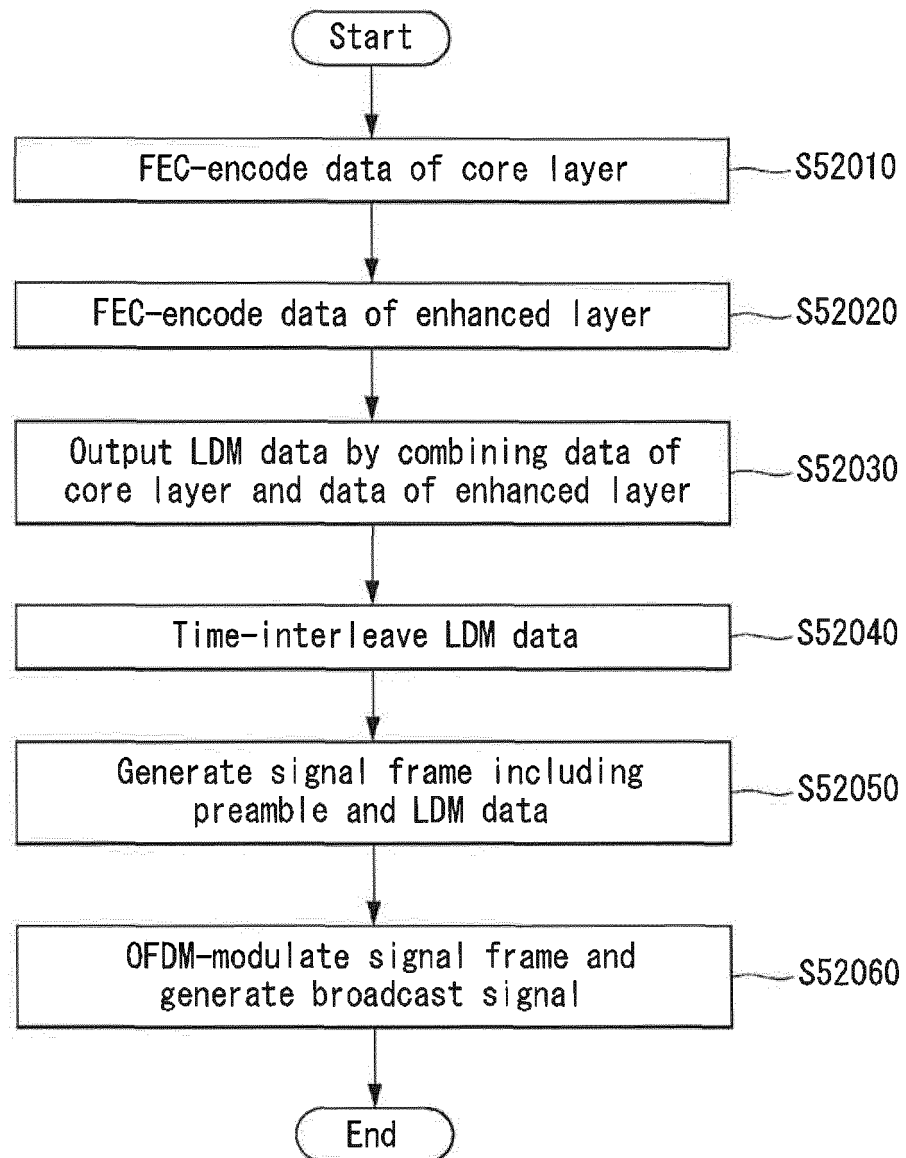 Start
FEC-encode data of core layer
S52010
FEC-encode data of enhanced layer
S52020
Output LDM data by combining data of
core layer and data of enhanced layer
S52030
Time-interleave LDM data
S52040
Generate signal frame including
preamble and LDM data
S52050
OFDM-modulate signal frame and
generate broadcast signal
S52060
End